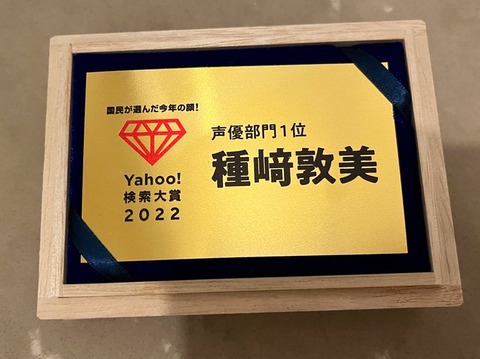 国民が選んだ今年の顔!
Yahoo!
検索大賞
2022
声優部門1位
種﨑敦美